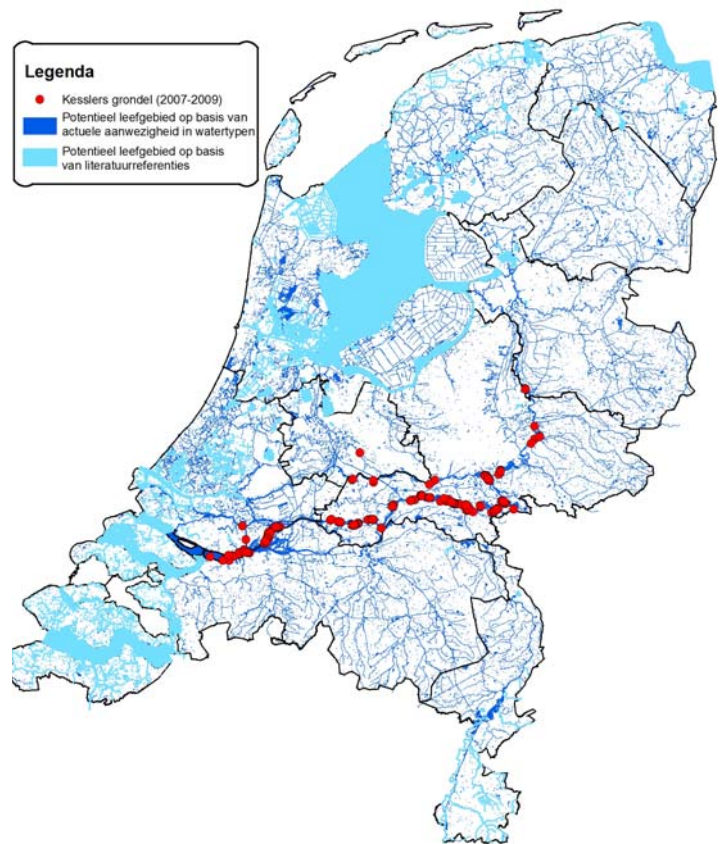 Legenda
Kesslers grondel (2007-2009)
Potentieel leefgebied op basis van
actuele aanwezigheid in watertypen
Potentieel leefgebied op basis
van literatuurreferenties